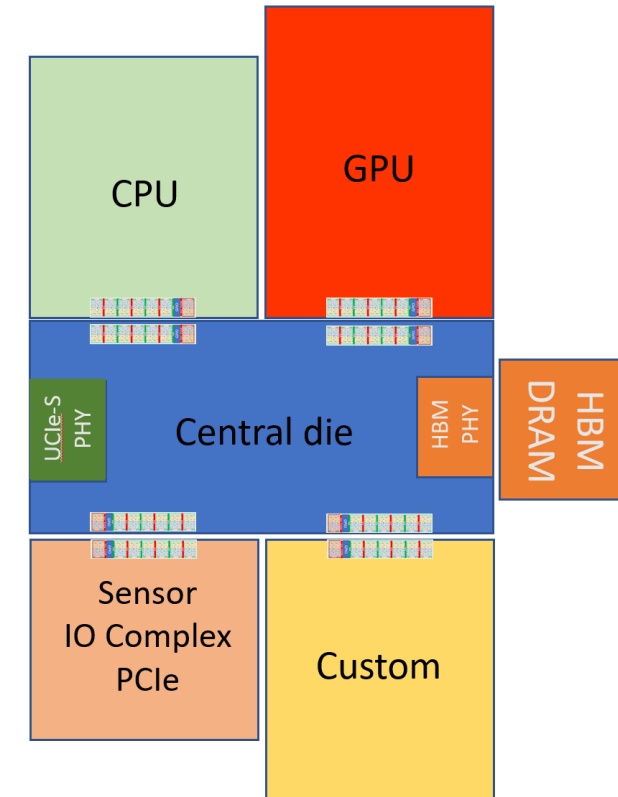 CPU
GPU
UCIe-S
PHY
Central die
HBM
PHY
HBM
DRAM
Sensor
IO Complex
PCIe
Custom